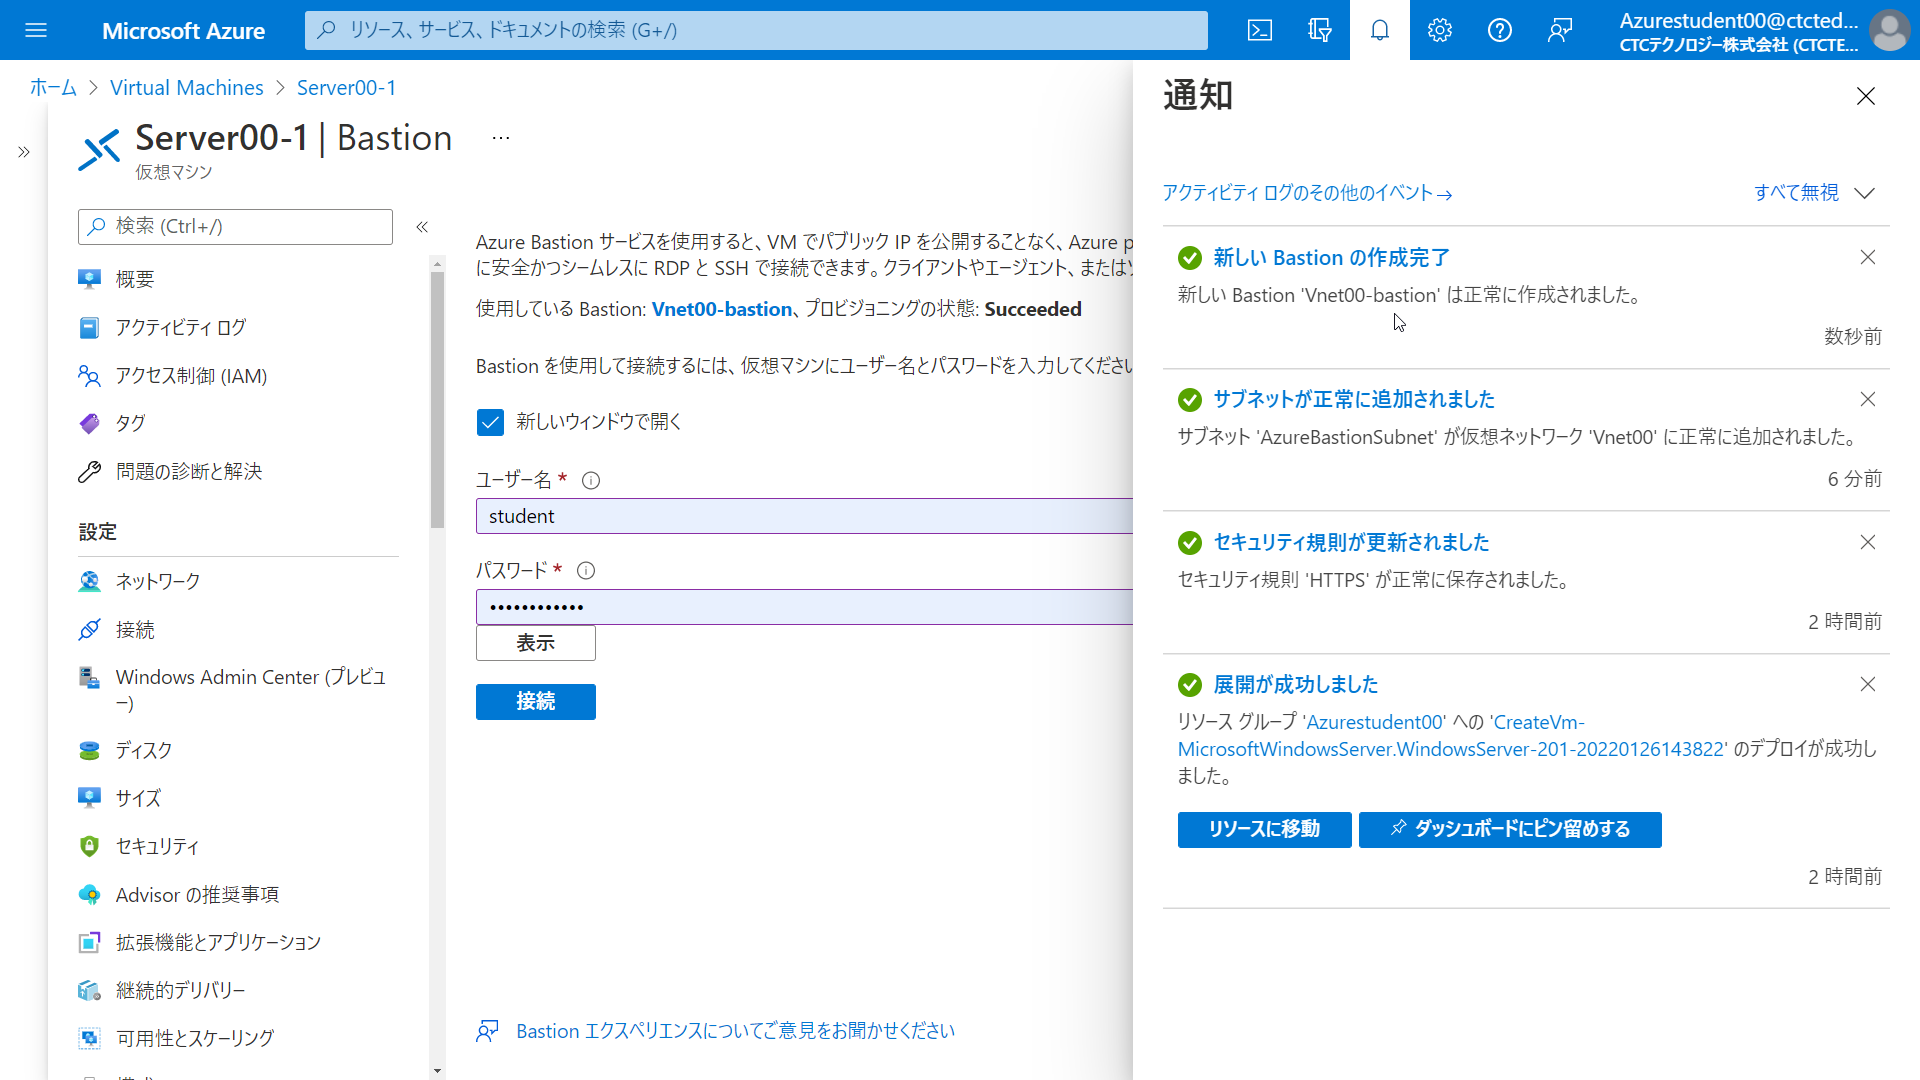 Microsoft Azure
リソース、サービス、ドキュメントの検索 (G+/)
Azurestudent00@ctcted...
CTCテクノロジー株式会社 (CTCTE...
ホーム > Virtual Machines > Server00-1
Server00-1 | Bastion ...
仮想マシン
検索 (Ctrl+/)
概要
アクティビティ ログ
アクセス制御 (IAM)
タグ
問題の診断と解決
設定
ネットワーク
接続
Windows Admin Center (プレビュ
ー)
ディスク
サイズ
セキュリティ
Advisor の推奨事項
拡張機能とアプリケーション
継続的デリバリー
可用性とスケーリング
Azure Bastion サービスを使用すると、VM でパブリック IP を公開することなく、Azure p
に安全かつシームレスに RDP と SSH で接続できます。クライアントやエージェント、または
使用している Bastion: Vnet00-bastion、プロビジョニングの状態: Succeeded
Bastion を使用して接続するには、仮想マシンにユーザー名とパスワードを入力してください
新しいウィンドウで開く
ユーザー名 *
student
パスワード *
••••••••••••
表示
接続
Bastion エクスペリエンスについてご意見をお聞かせください
通知
アクティビティ ログのその他のイベント→
すべて無視
新しい Bastion の作成完了
新しい Bastion 'Vnet00-bastion' は正常に作成されました。
数秒前
サブネットが正常に追加されました
サブネット 'AzureBastionSubnet' が仮想ネットワーク 'Vnet00' に正常に追加されました。
6 分前
セキュリティ規則が更新されました
セキュリティ規則 'HTTPS' が正常に保存されました。
2 時間前
展開が成功しました
リソース グループ 'Azurestudent00' への 'CreateVm-
MicrosoftWindowsServer.WindowsServer-201-20220126143822' のデプロイが成功し
ました。
リソースに移動
ダッシュボードにピン留めする
2 時間前